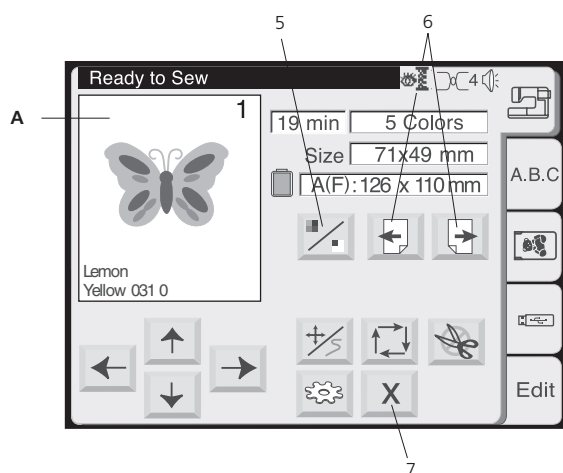 5
6
Ready to Sew
4
A
1
19 min
5 Colors
Size
71x49 mm
A(F):126 x 110 mm
A.B.C
Lemon
Yellow 031 0
X
Edit
7